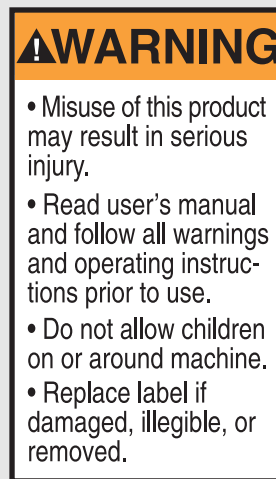 WARNING
• Misuse of this product
may result in serious
injury.
• Read user's manual
and follow all warnings
and operating instruc-
tions prior to use.
• Do not allow children
on or around machine.
• Replace label if
damaged, illegible, or
removed.